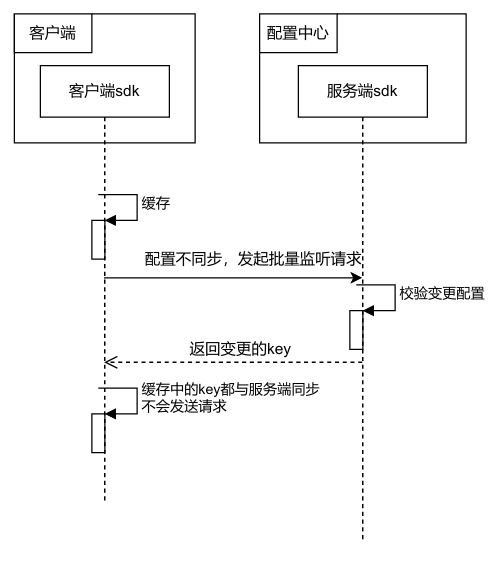 客户端
配置中心
客户端sdk
服务端sdk
缓存
配置不同步，发起批量监听请求
校验变更配置
返回变更的key
缓存中的key都与服务端同步
不会发送请求